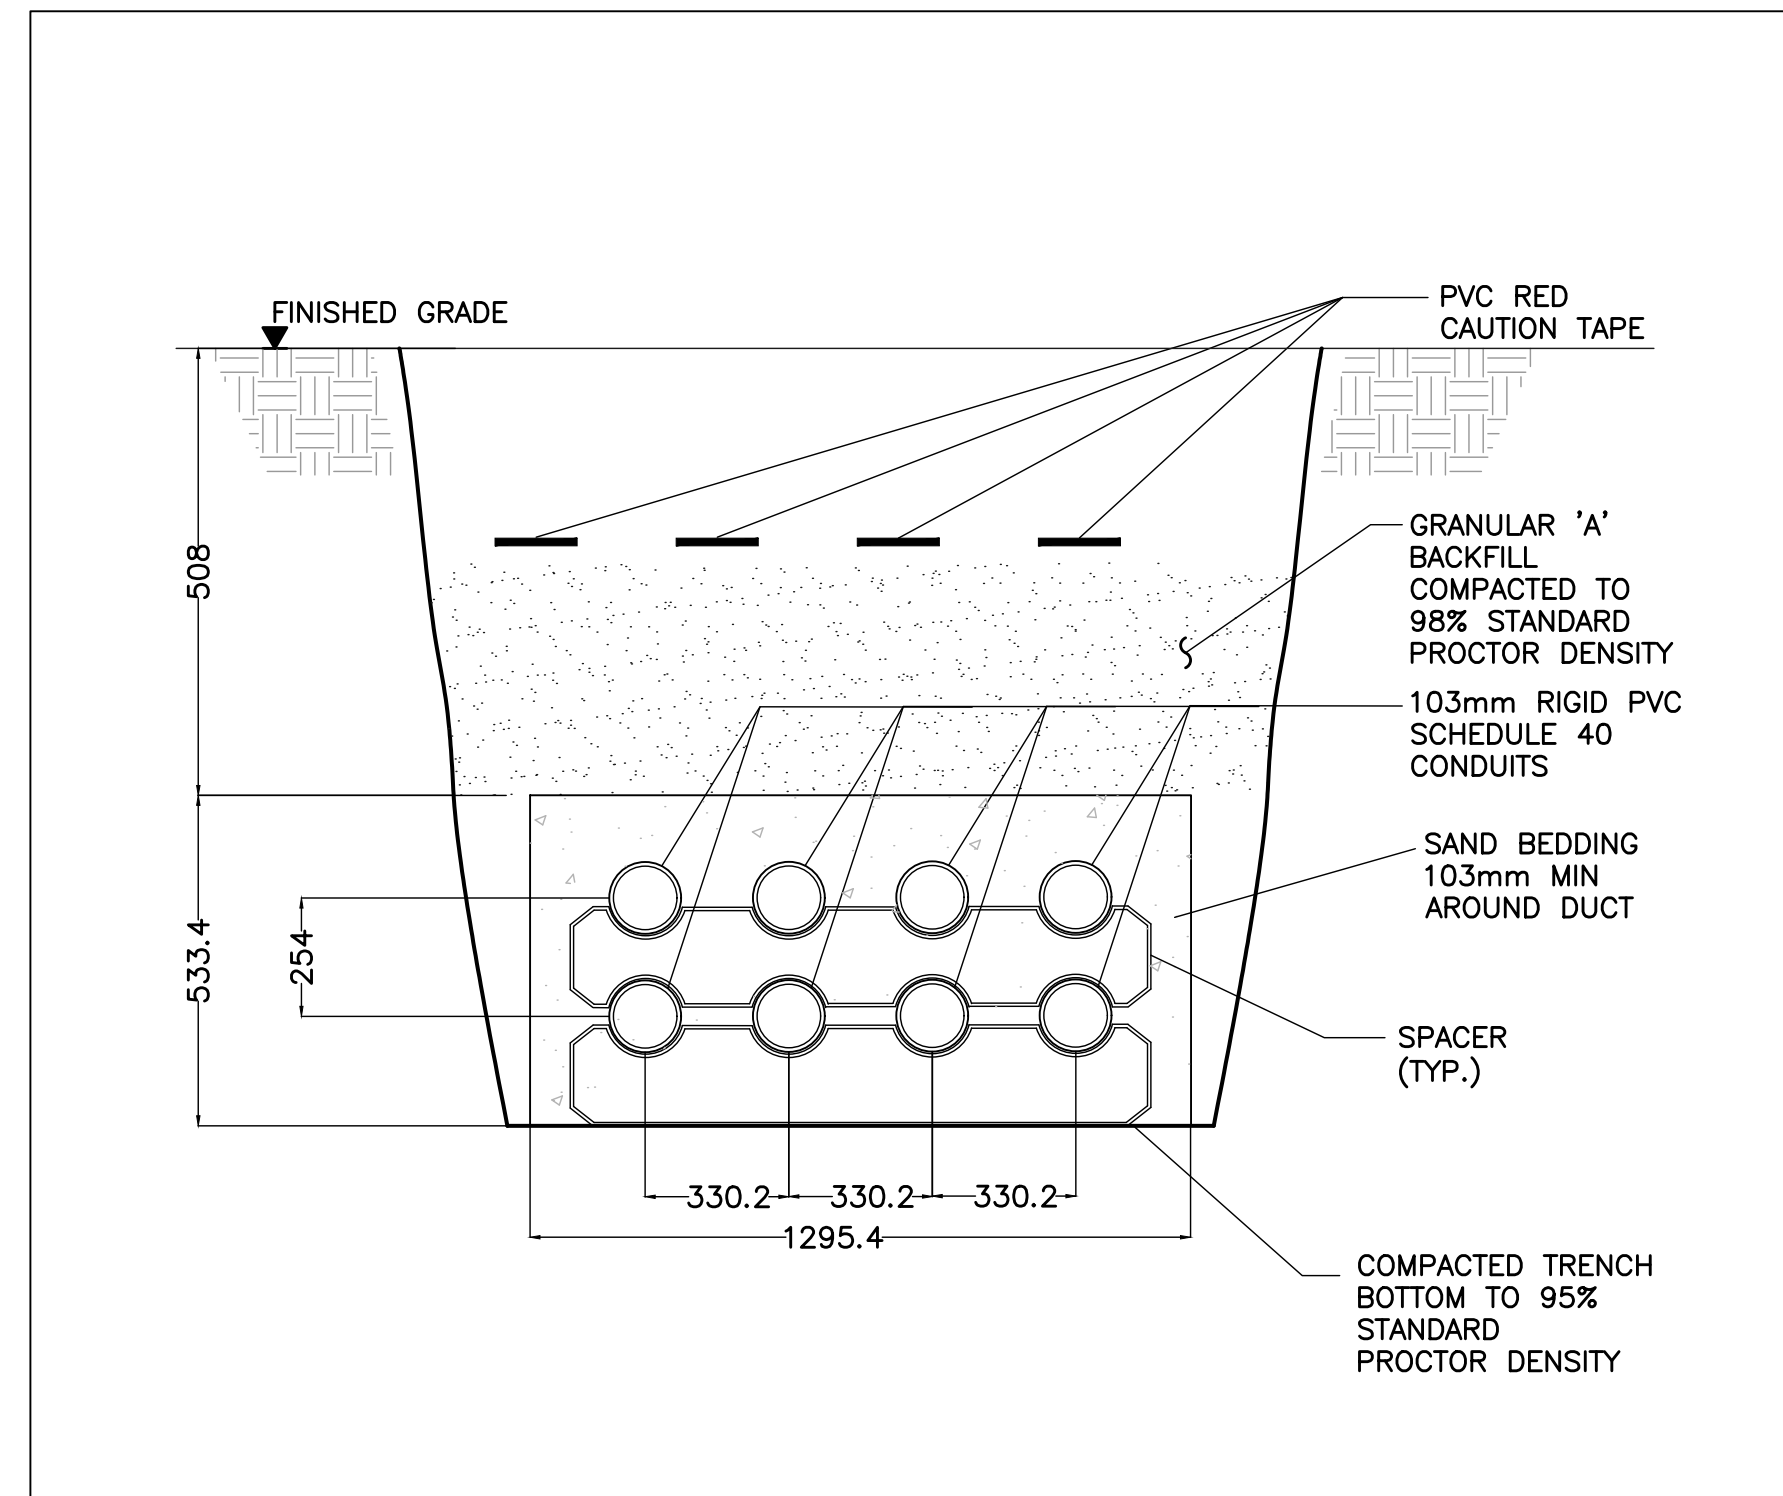 FINISHED GRADE
PVC RED
CAUTION TAPE
GRANULAR 'A'
BACKFILL
COMPACTED TO
98% STANDARD
PROCTOR DENSITY
103mm RIGID PVC
SCHEDULE 40
CONDUITS
SAND BEDDING
103mm MIN
AROUND DUCT
SPACER
(TYP.)
COMPACTED TRENCH
BOTTOM TO 95%
STANDARD
PROCTOR DENSITY
508
533.4
254
330.2 330.2 330.2
1295.4